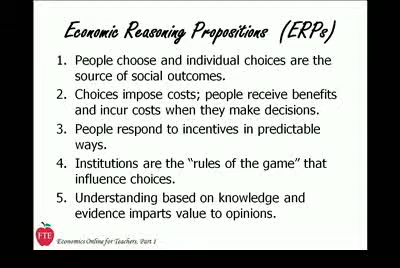 Economic Reasoning Propositions (ERPs)
1. People choose and individual choices are the
source of social outcomes.
2. Choices impose costs; people receive benefits
and incur costs when they make decisions.
3. People respond to incentives in predictable
ways.
4. Institutions are the “rules of the game” that
influence choices.
5. Understanding based on knowledge and
evidence imparts value to opinions.
FTE
Economics Online for Teachers, Part 1